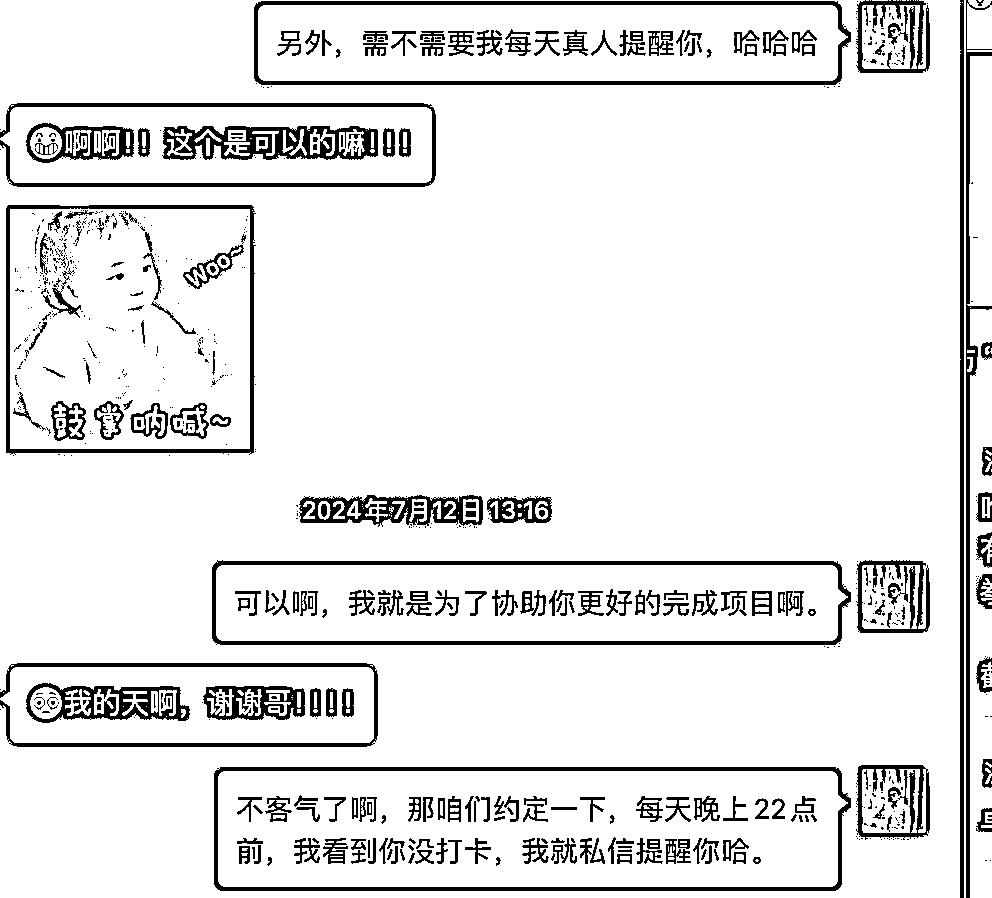 另外，需不需要我每天真人提醒你，哈哈哈
啊啊！！这个是可以的嘛！！！
Woo~
鼓掌呐喊~
2024年7月12日 13:16
可以啊，我就是为了协助你更好的完成项目啊。
我的天啊，谢谢哥！！！！
不客气了啊，那咱们约定一下，每天晚上22点
前，我看到你没打卡，我就私信提醒你哈。